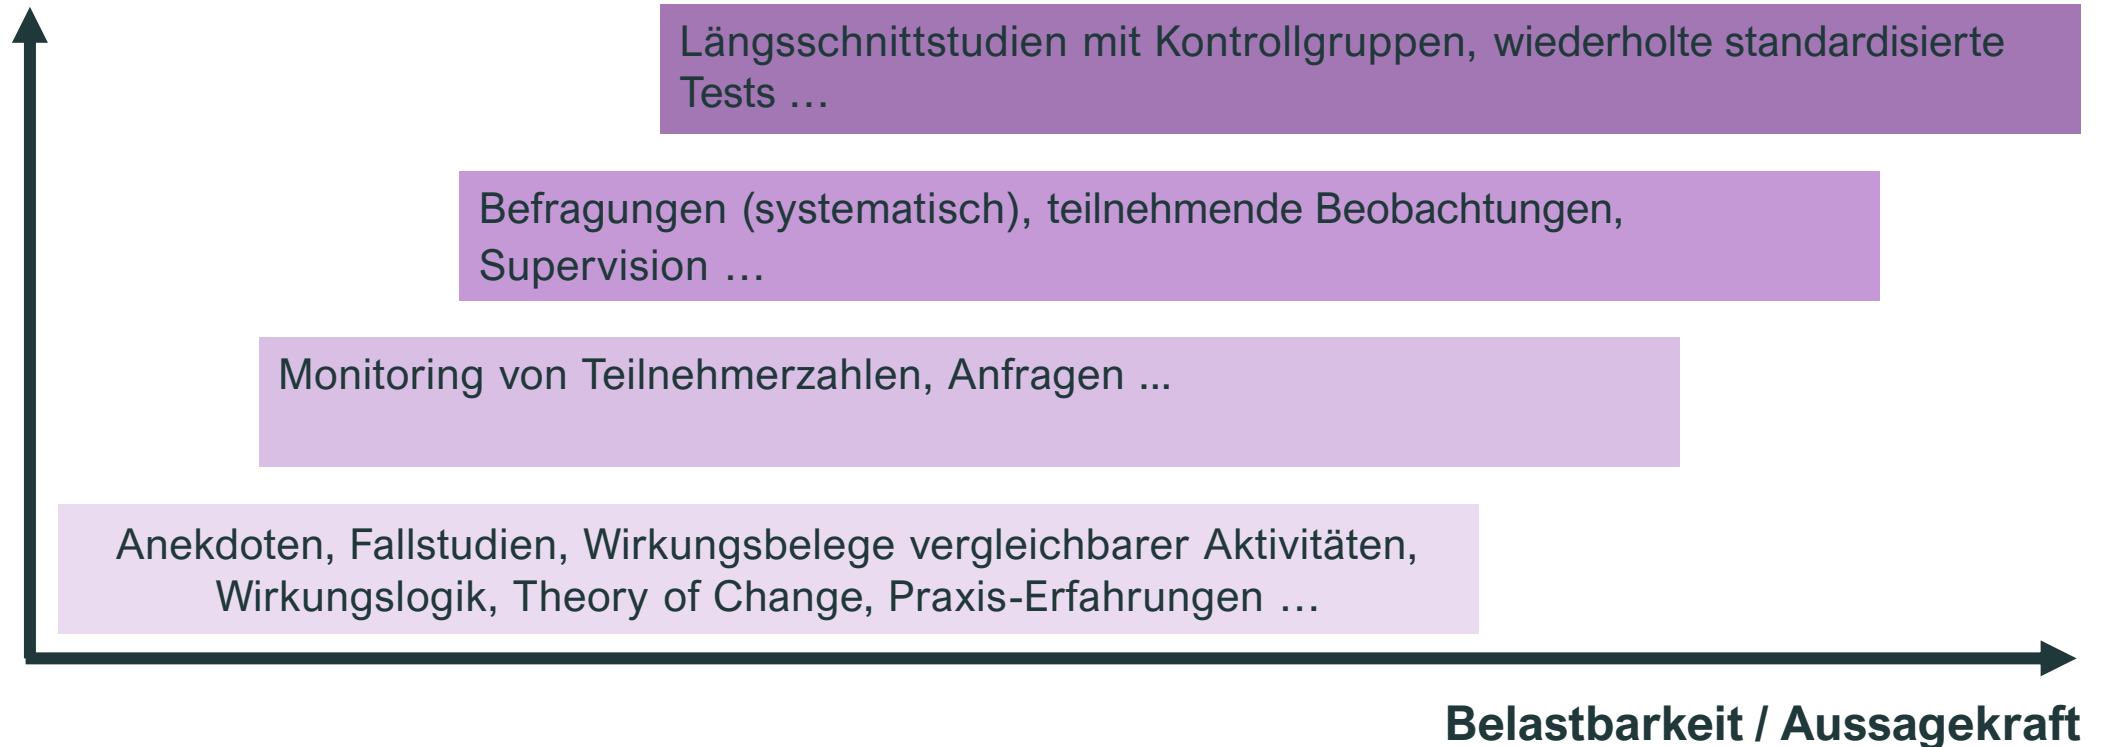 Längsschnittstudien mit Kontrollgruppen, wiederholte standardisierte
Tests …
Befragungen (systematisch), teilnehmende Beobachtungen,
Supervision …
Monitoring von Teilnehmerzahlen, Anfragen ...
Anekdoten, Fallstudien, Wirkungsbelege vergleichbarer Aktivitäten,
Wirkungslogik, Theory of Change, Praxis-Erfahrungen …
Belastbarkeit / Aussagekraft